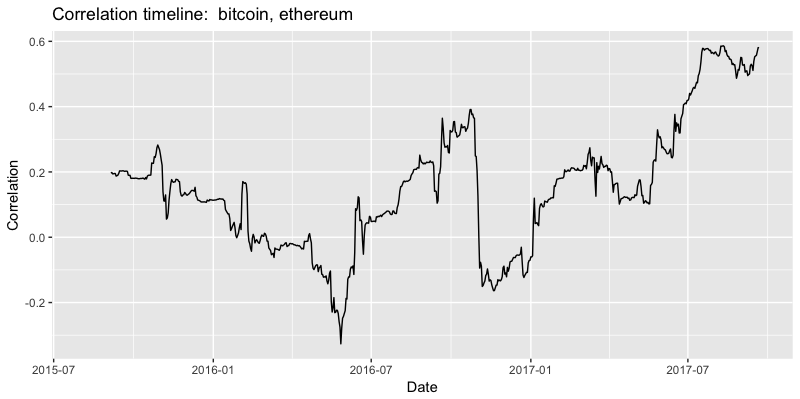 Correlation timeline:  bitcoin, ethereum
0.6
0.4
0.2
0.0
-0.2
Correlation
2015-07 2016-01 2016-07 2017-01 2017-07
Date